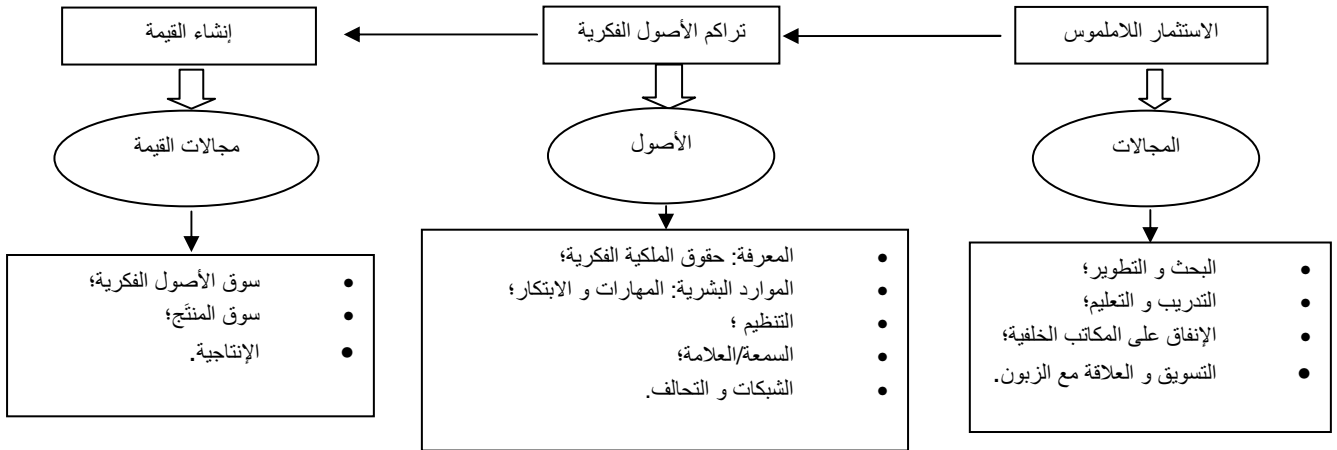 الاستثمار اللاملموس
تراكم الأصول الفكرية
إنشاء القيمة
المجالات
الأصول
مجالات القيمة
• البحث و التطوير؛
• التدريب و التعليم؛
• الإنفاق على المكاتب الخلفية؛
• التسويق و العلاقة مع الزبون.
• المعرفة: حقوق الملكية الفكرية؛
• الموارد البشرية: المهارات و الابتكار؛
• التنظيم ؛
• السمعة/العلامة؛
• الشبكات و التحالف.
• سوق الأصول الفكرية؛
• سوق المنتَج؛
• الإنتاجية.